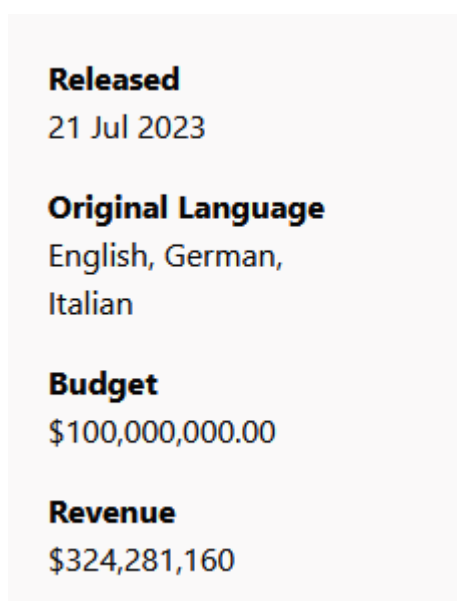 Released
21 Jul 2023
Original Language
English, German,
Italian
Budget
$100,000,000.00
Revenue
$324,281,160